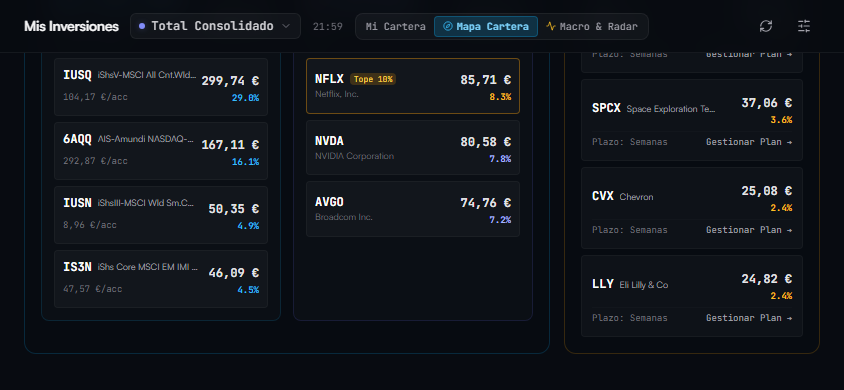 Mis Inversiones
Total Consolidado
21:59
Mi Cartera
Mapa Cartera
Macro & Radar
IUSQ iShsV-MSCI All Cnt.Wld... 299,74 €
104,17 €/acc 29.0%
6AQQ AIS-Amundi NASDAQ-... 167,11 €
292,87 €/acc 16.1%
IUSN iShsIII-MSCI Wld Sm.C... 50,35 €
8,96 €/acc 4.9%
IS3N iShs Core MSCI EM IMI ... 46,09 €
47,57 €/acc 4.5%
NFLX Tope 10% 85,71 €
Netflix, Inc. 8.3%
NVDA 80,58 €
NVIDIA Corporation 7.8%
AVGO 74,76 €
Broadcom Inc. 7.2%
Plazo: Semanas Gestionar Plan →
SPCX Space Exploration Te... 37,06 €
3.6%
Plazo: Semanas Gestionar Plan →
CVX Chevron 25,08 €
2.4%
Plazo: Semanas Gestionar Plan →
LLY Eli Lilly & Co 24,82 €
2.4%
Plazo: Semanas Gestionar Plan →